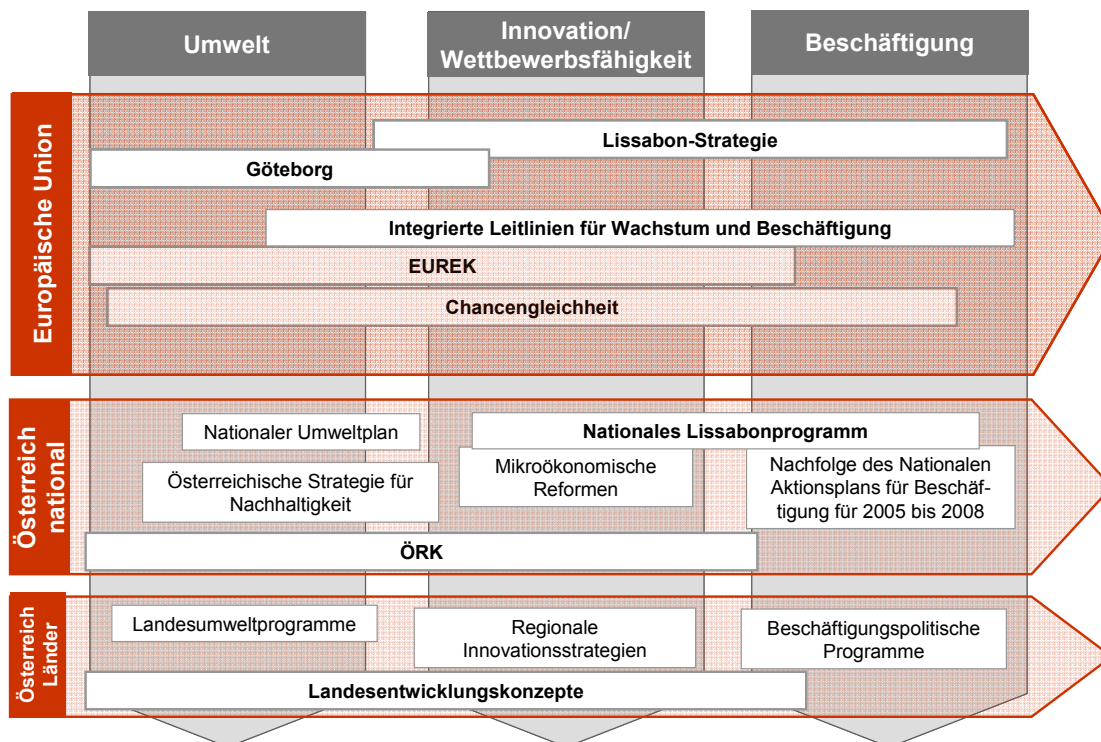 Umwelt
Innovation/
Wettbewerbsfähigkeit
Beschäftigung
Europäische Union
Lissabon-Strategie
Göteborg
Integrierte Leitlinien für Wachstum und Beschäftigung
EUREK
Chancengleichheit
Österreich
national
Nationaler Umweltplan
Nationales Lissabonprogramm
Österreichische Strategie für
Nachhaltigkeit
Mikroökonomische
Reformen
Nachfolge des Nationalen
Aktionsplans für Beschäf-
tigung für 2005 bis 2008
ÖRK
Österreich
Länder
Landesumweltprogramme
Regionale
Innovationsstrategien
Beschäftigungspolitische
Programme
Landesentwicklungskonzepte